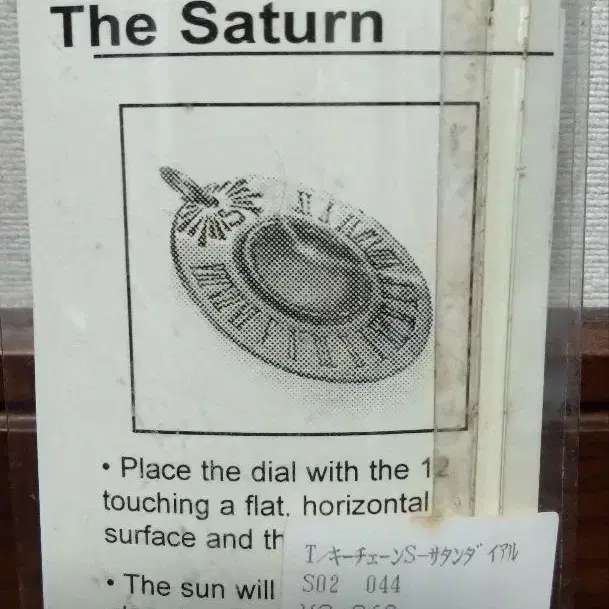 The Saturn
• Place the dial with the 12
touching a flat, horizontal
surface and th
• The sun will
T/キーチェーンS-サタンダイアル
S02 044